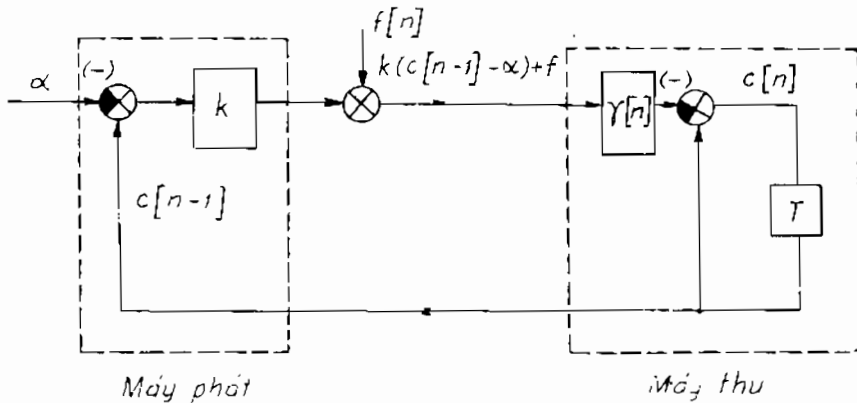 f[n]
k(c[n-1]-α)+f
α
(-)
k
γ[n]
(-)
c[n]
c[n-1]
T
Máy phát
Máy thu